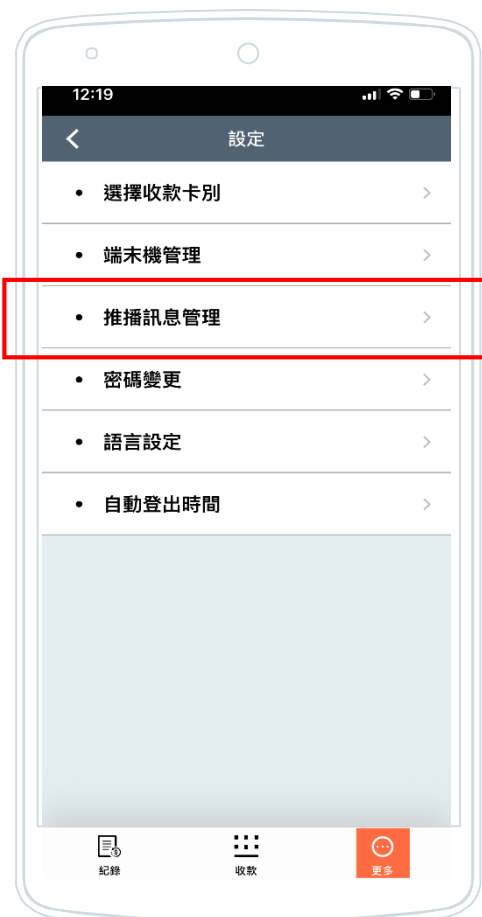 12:19
設定
• 選擇收款卡別
• 端末機管理
• 推播訊息管理
• 密碼變更
• 語言設定
• 自動登出時間
紀錄 收款 更多